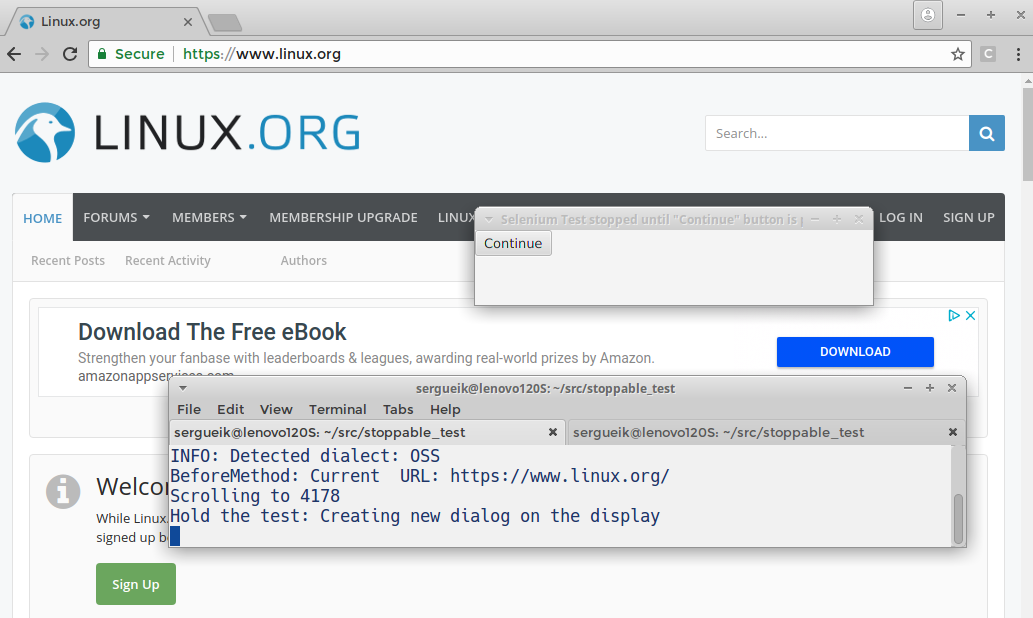 Linux.org
Secure https://www.linux.org
LINUX.ORG
Search...
HOME FORUMS MEMBERS MEMBERSHIP UPGRADE LINUX LOG IN SIGN UP
Selenium Test stopped until "Continue" button is
Continue
Recent Posts Recent Activity Authors
Download The Free eBook
Strengthen your fanbase with leaderboards & leagues, awarding real-world prizes by Amazon.
amazonappservices.com
DOWNLOAD
sergueik@lenovo120S: ~/src/stoppable_test
File Edit View Terminal Tabs Help
sergueik@lenovo120S: ~/src/stoppable_test sergueik@lenovo120S: ~/src/stoppable_test
INFO: Detected dialect: OSS
BeforeMethod: Current  URL: https://www.linux.org/
Scrolling to 4178
Hold the test: Creating new dialog on the display
i
Welco
While Linux.
signed up b
Sign Up
C